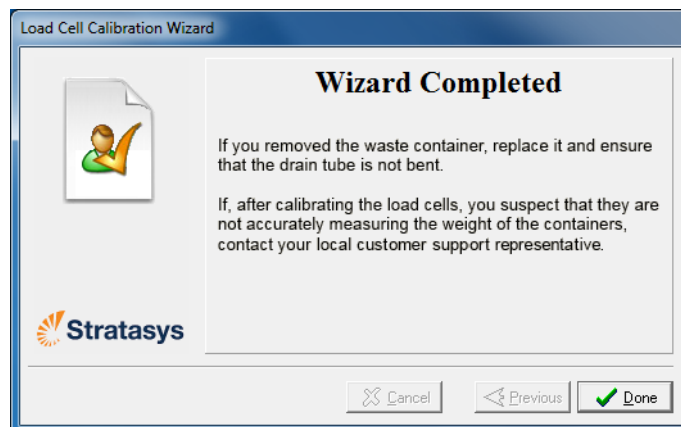 Load Cell Calibration Wizard
Wizard Completed
If you removed the waste container, replace it and ensure
that the drain tube is not bent.
If, after calibrating the load cells, you suspect that they are
not accurately measuring the weight of the containers,
contact your local customer support representative.
Stratasys
Cancel
Previous
Done